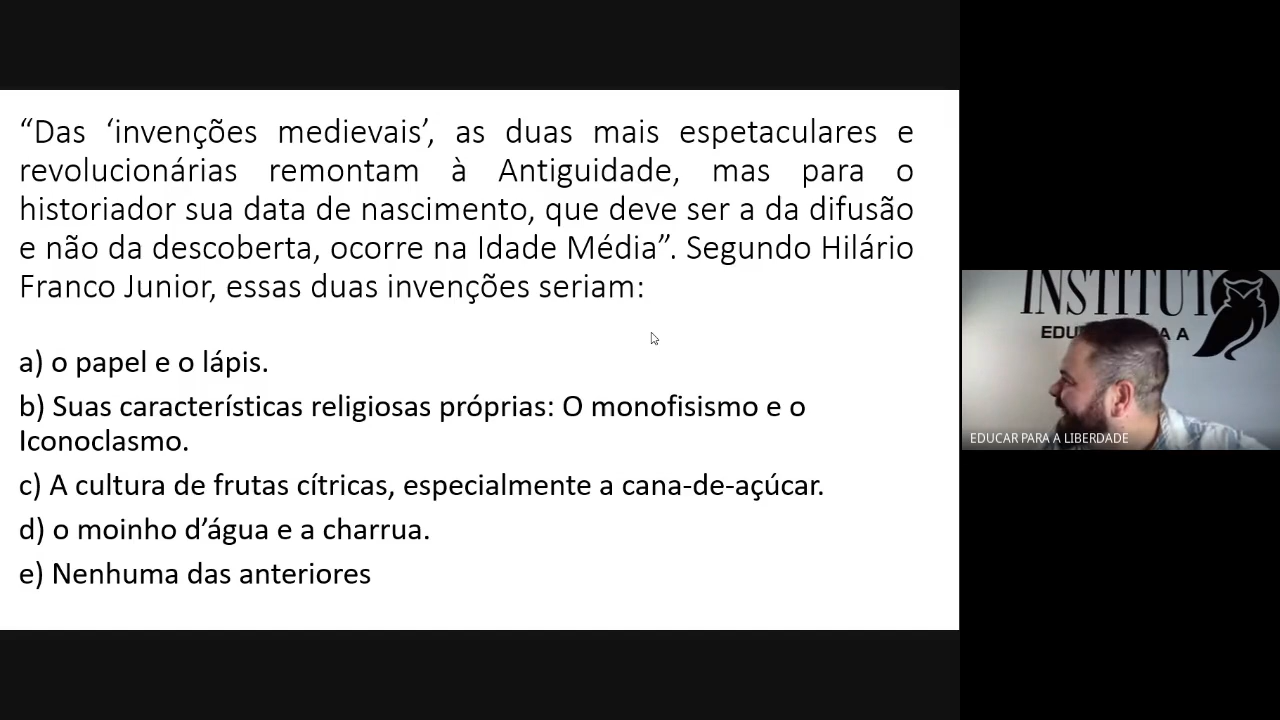 “Das ‘invenções medievais’, as duas mais espetaculares e
revolucionárias remontam à Antiguidade, mas para o
historiador sua data de nascimento, que deve ser a da difusão
e não da descoberta, ocorre na Idade Média”. Segundo Hilário
Franco Junior, essas duas invenções seriam:
a) o papel e o lápis.
b) Suas características religiosas próprias: O monofisismo e o
Iconoclasmo.
c) A cultura de frutas cítricas, especialmente a cana-de-açúcar.
d) o moinho d’água e a charrua.
e) Nenhuma das anteriores
INSTITUT
EDU A A
EDUCAR PARA A LIBERDADE